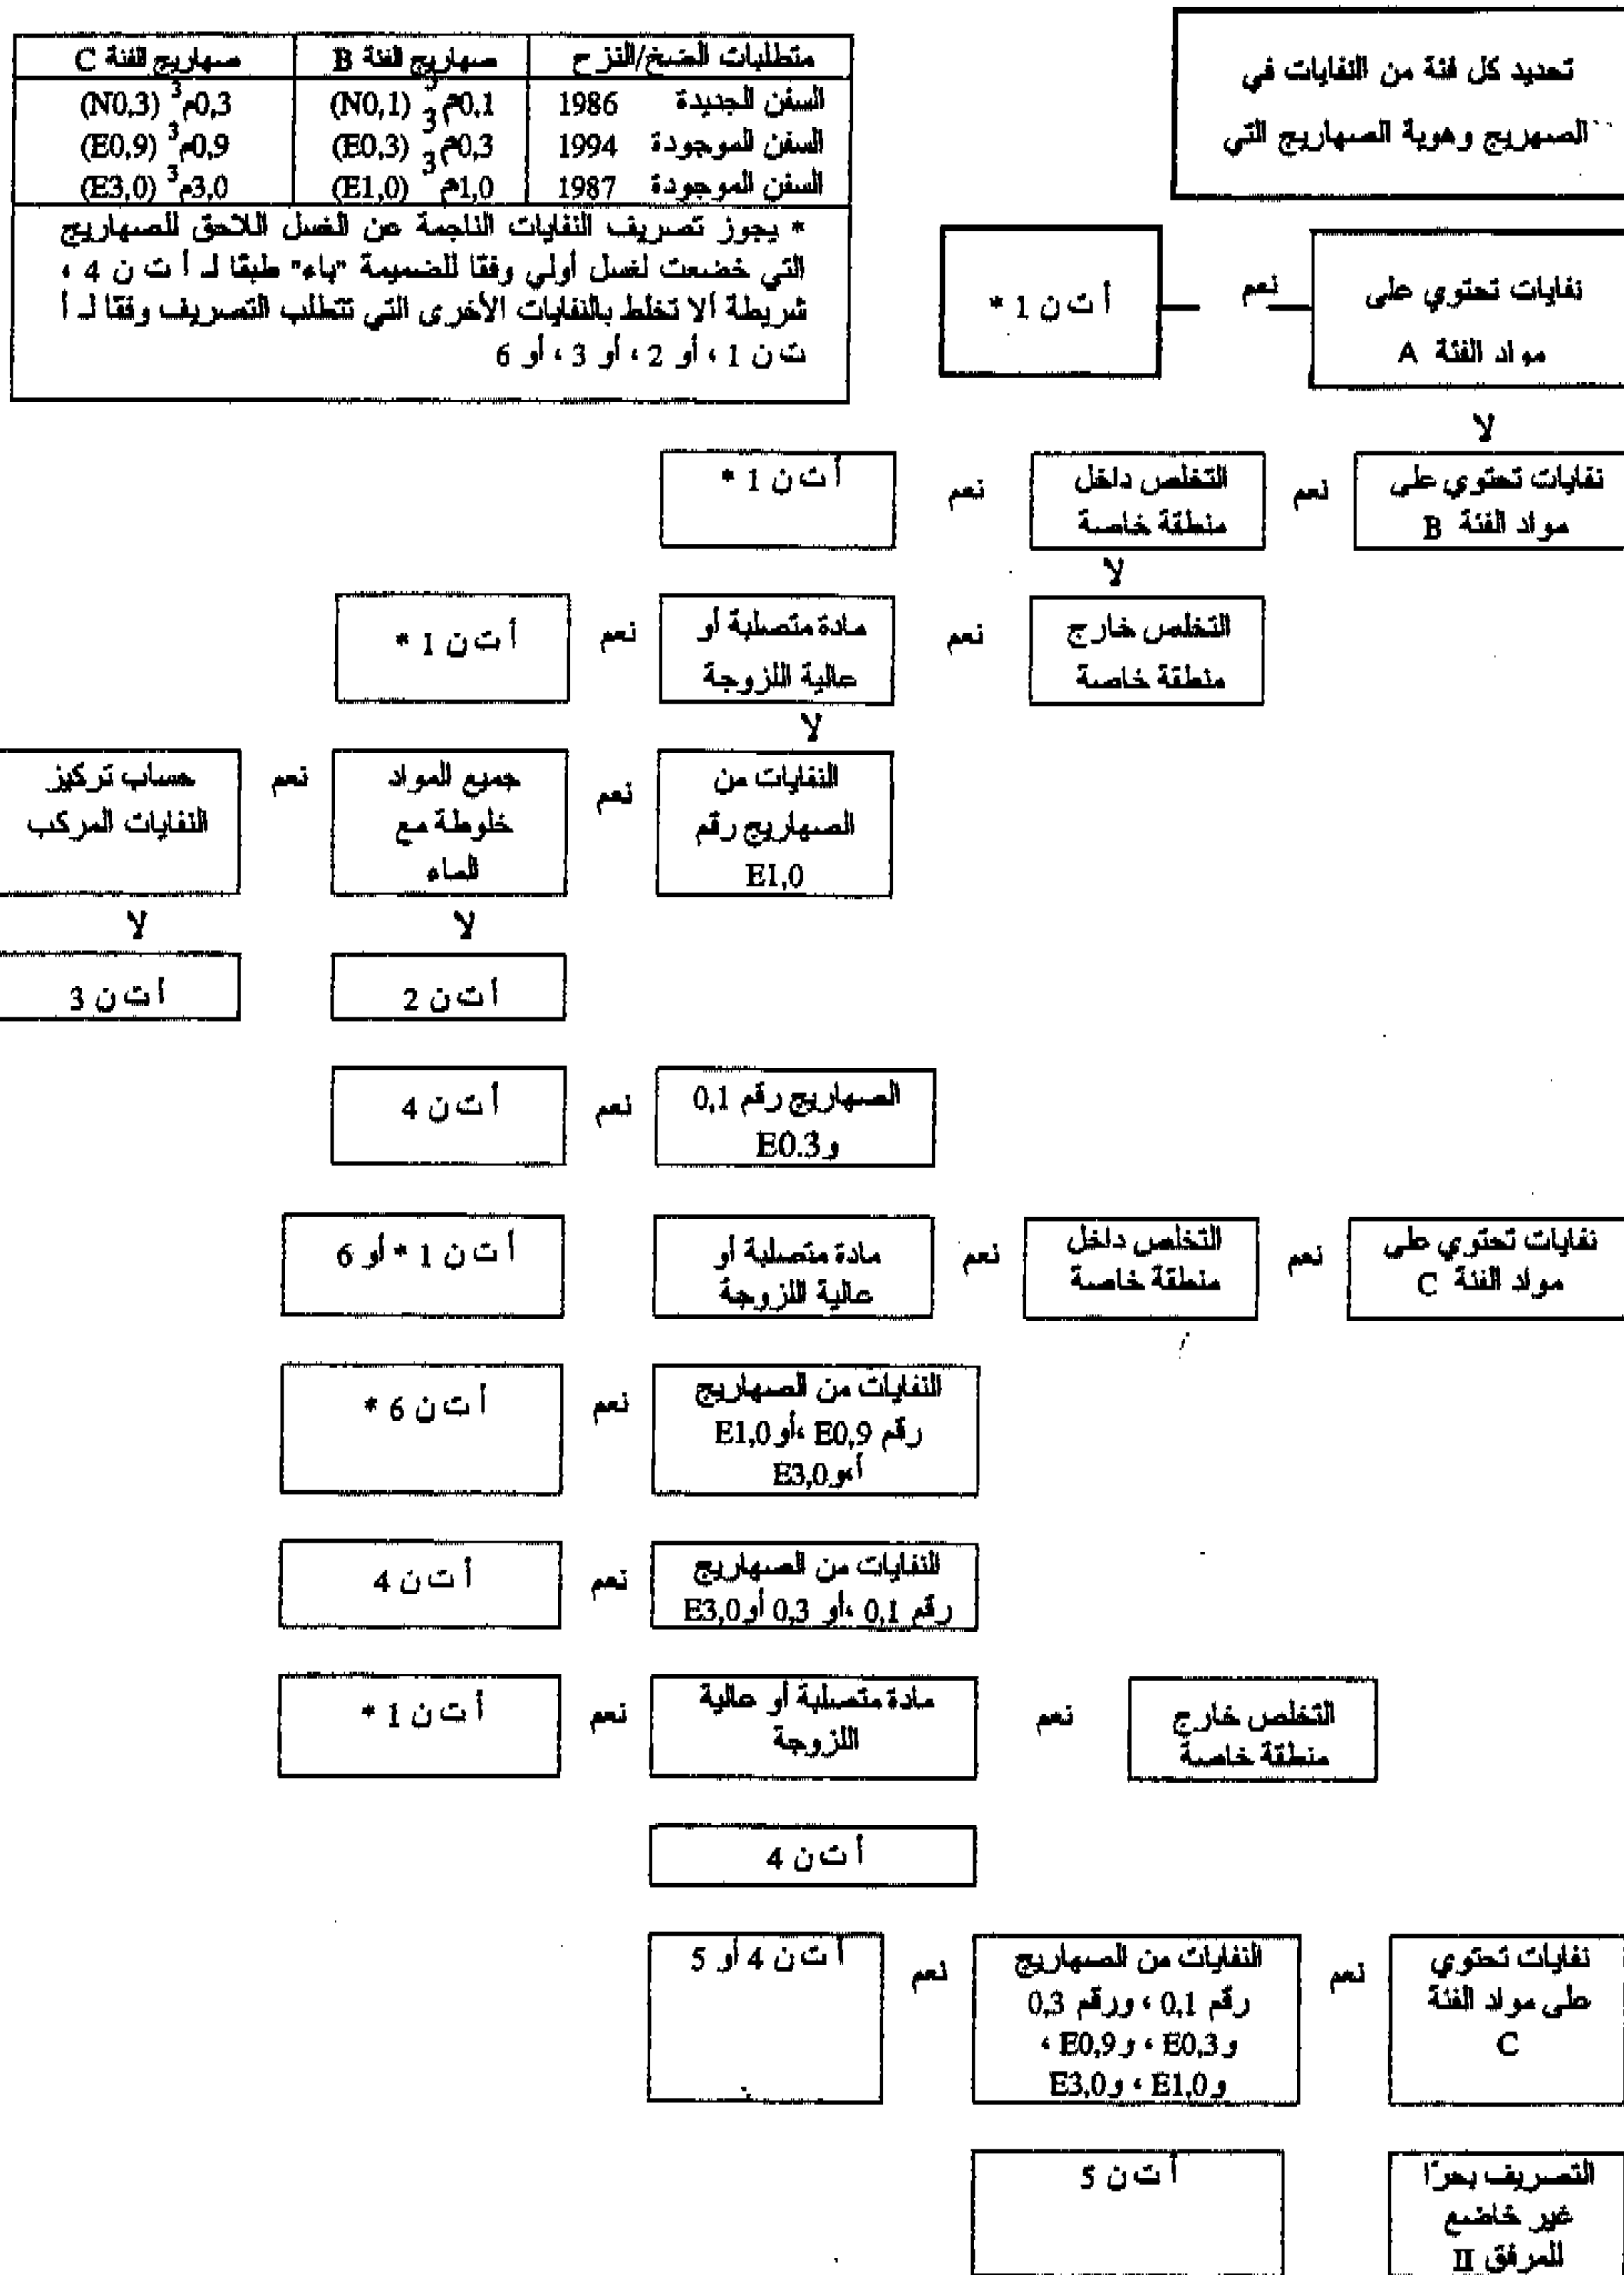 تحديد كل فئة من النفايات في
الصهريج وهوية الصهاريج التي
متطلبات الضخ/النزح صهاريج الفئة B صهاريج الفئة C
السفن الجديدة 1986 0,1م3 (N0,1) 0,3م3 (N0,3)
السفن الموجودة 1994 0,3م3 (E0,3) 0,9م3 (E0,9)
السفن الموجودة 1987 1,0م3 (E1,0) 3,0م3 (E3,0)
* يجوز تصريف النفايات الناجمة عن الغسل اللاحق للصهاريج
التي خضعت لغسل أولي وفقا للضميمة "باء" طبقا لـ أ ت ن 4 ،
شريطة ألا تخلط بالنفايات الأخرى التي تتطلب التصريف وفقا لـ أ
ت ن 1 ، أو 2 ، أو 3 ، أو 6
نفايات تحتوي على
مواد الفئة A
نعم
أ ت ن 1 *
لا
نفايات تحتوي على
مواد الفئة B
نعم
التخلص داخل
منطقة خاصة
نعم
أ ت ن 1 *
لا
التخلص خارج
منطقة خاصة
نعم
مادة متصلبة أو
عالية اللزوجة
نعم
أ ت ن 1 *
لا
النفايات من
الصهاريج رقم
E1,0
نعم
جميع المواد
خلوطة مع
الماء
نعم
حساب تركيز
النفايات المركب
لا
لا
أ ت ن 2
أ ت ن 3
الصهاريج رقم 0,1
وE0.3
نعم
أ ت ن 4
نفايات تحتوي على
مواد الفئة C
نعم
التخلص داخل
منطقة خاصة
نعم
مادة متصلبة أو
عالية اللزوجة
أ ت ن 1 * أو 6
النفايات من الصهاريج
رقم E0,9 ،أو E1,0
أ،وE3,0
نعم
أ ت ن 6 *
النفايات من الصهاريج
رقم 0,1 ،أو 0,3 أوE3,0
نعم
أ ت ن 4
التخلص خارج
منطقة خاصة
نعم
مادة متصلبة أو عالية
اللزوجة
نعم
أ ت ن 1 *
أ ت ن 4
نفايات تحتوي
على مواد الفئة
C
نعم
النفايات من الصهاريج
رقم 0,1 ، ورقم 0,3
وE0,3 ، وE0,9 ،
وE1,0 ، وE3,0
نعم
أ ت ن 4 أو 5
التصريف بحرًا
غير خاضع
للمرفق II
أ ت ن 5